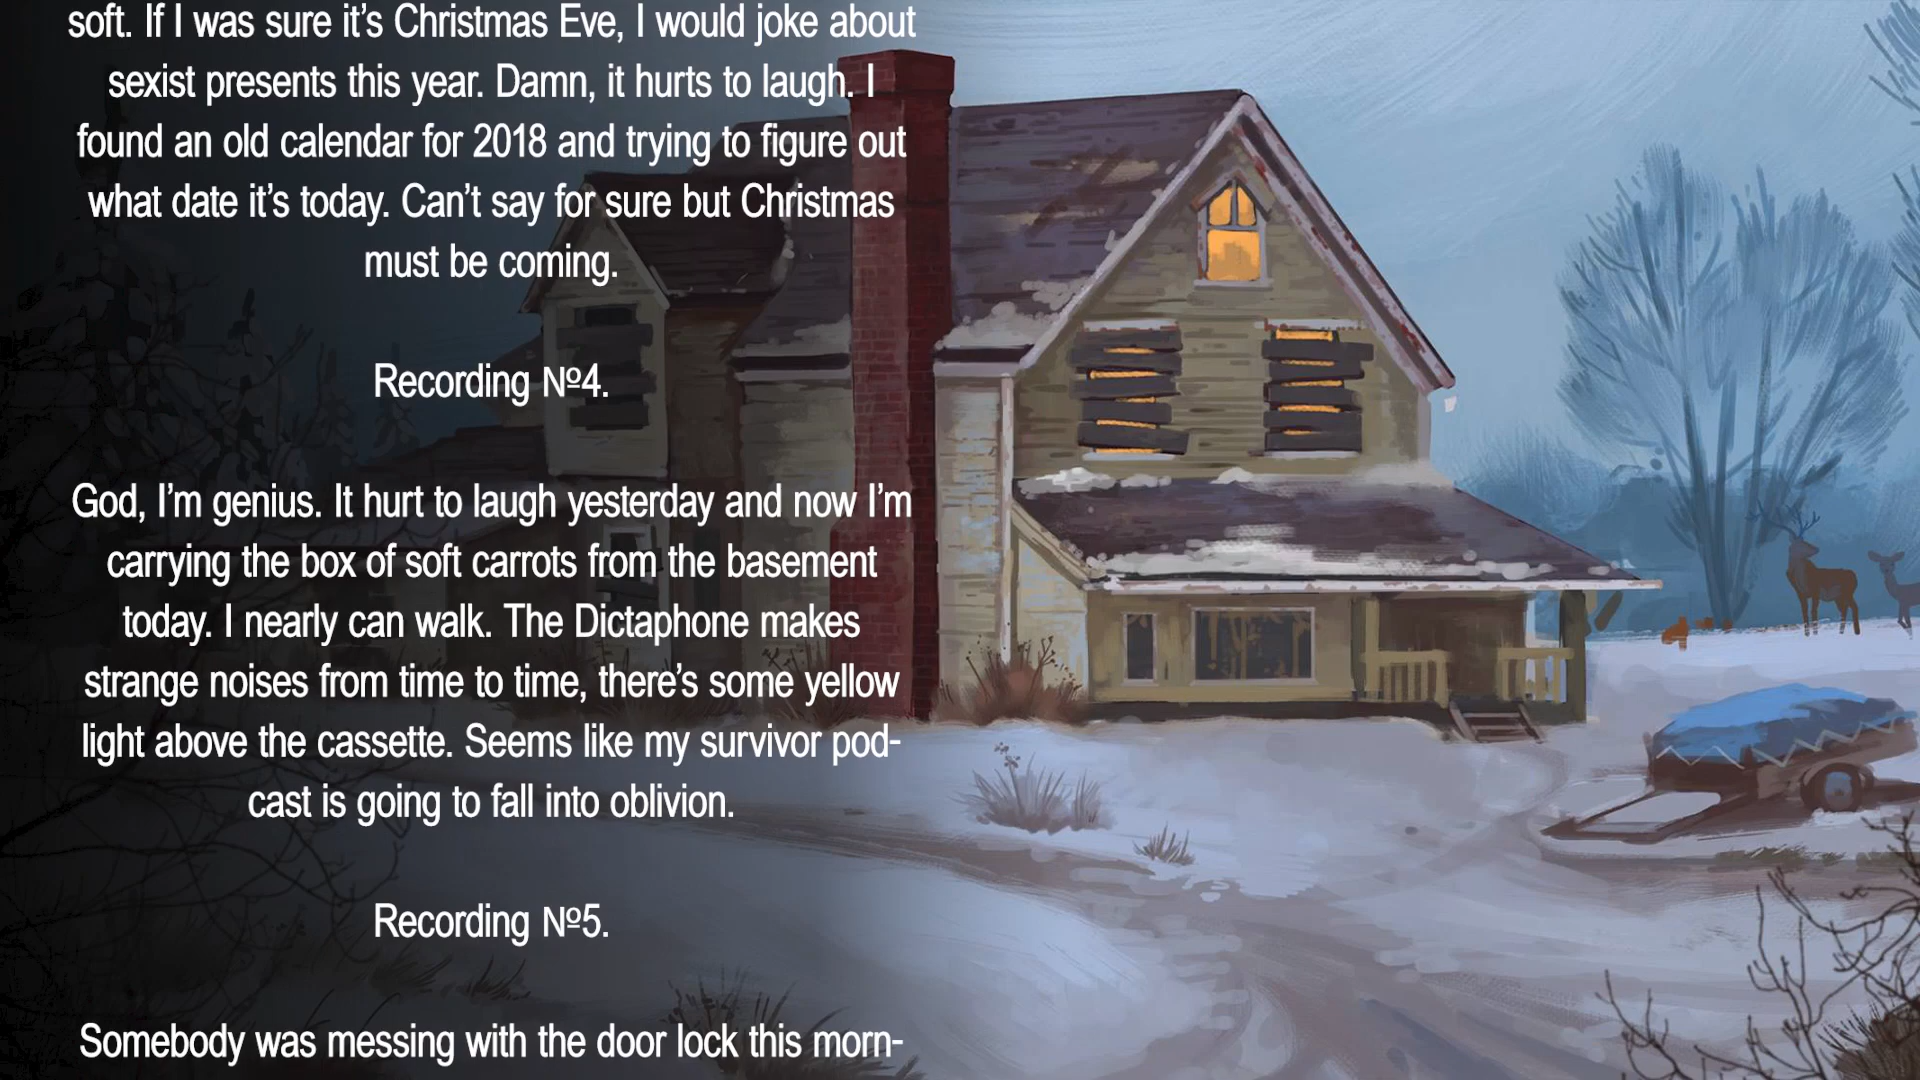 soft. If I was sure it’s Christmas Eve, I would joke about
sexist presents this year. Damn, it hurts to laugh. I
found an old calendar for 2018 and trying to figure out
what date it’s today. Can’t say for sure but Christmas
must be coming.
Recording №4.
God, I’m genius. It hurt to laugh yesterday and now I’m
carrying the box of soft carrots from the basement
today. I nearly can walk. The Dictaphone makes
strange noises from time to time, there’s some yellow
light above the cassette. Seems like my survivor pod-
cast is going to fall into oblivion.
Recording №5.
Somebody was messing with the door lock this morn-